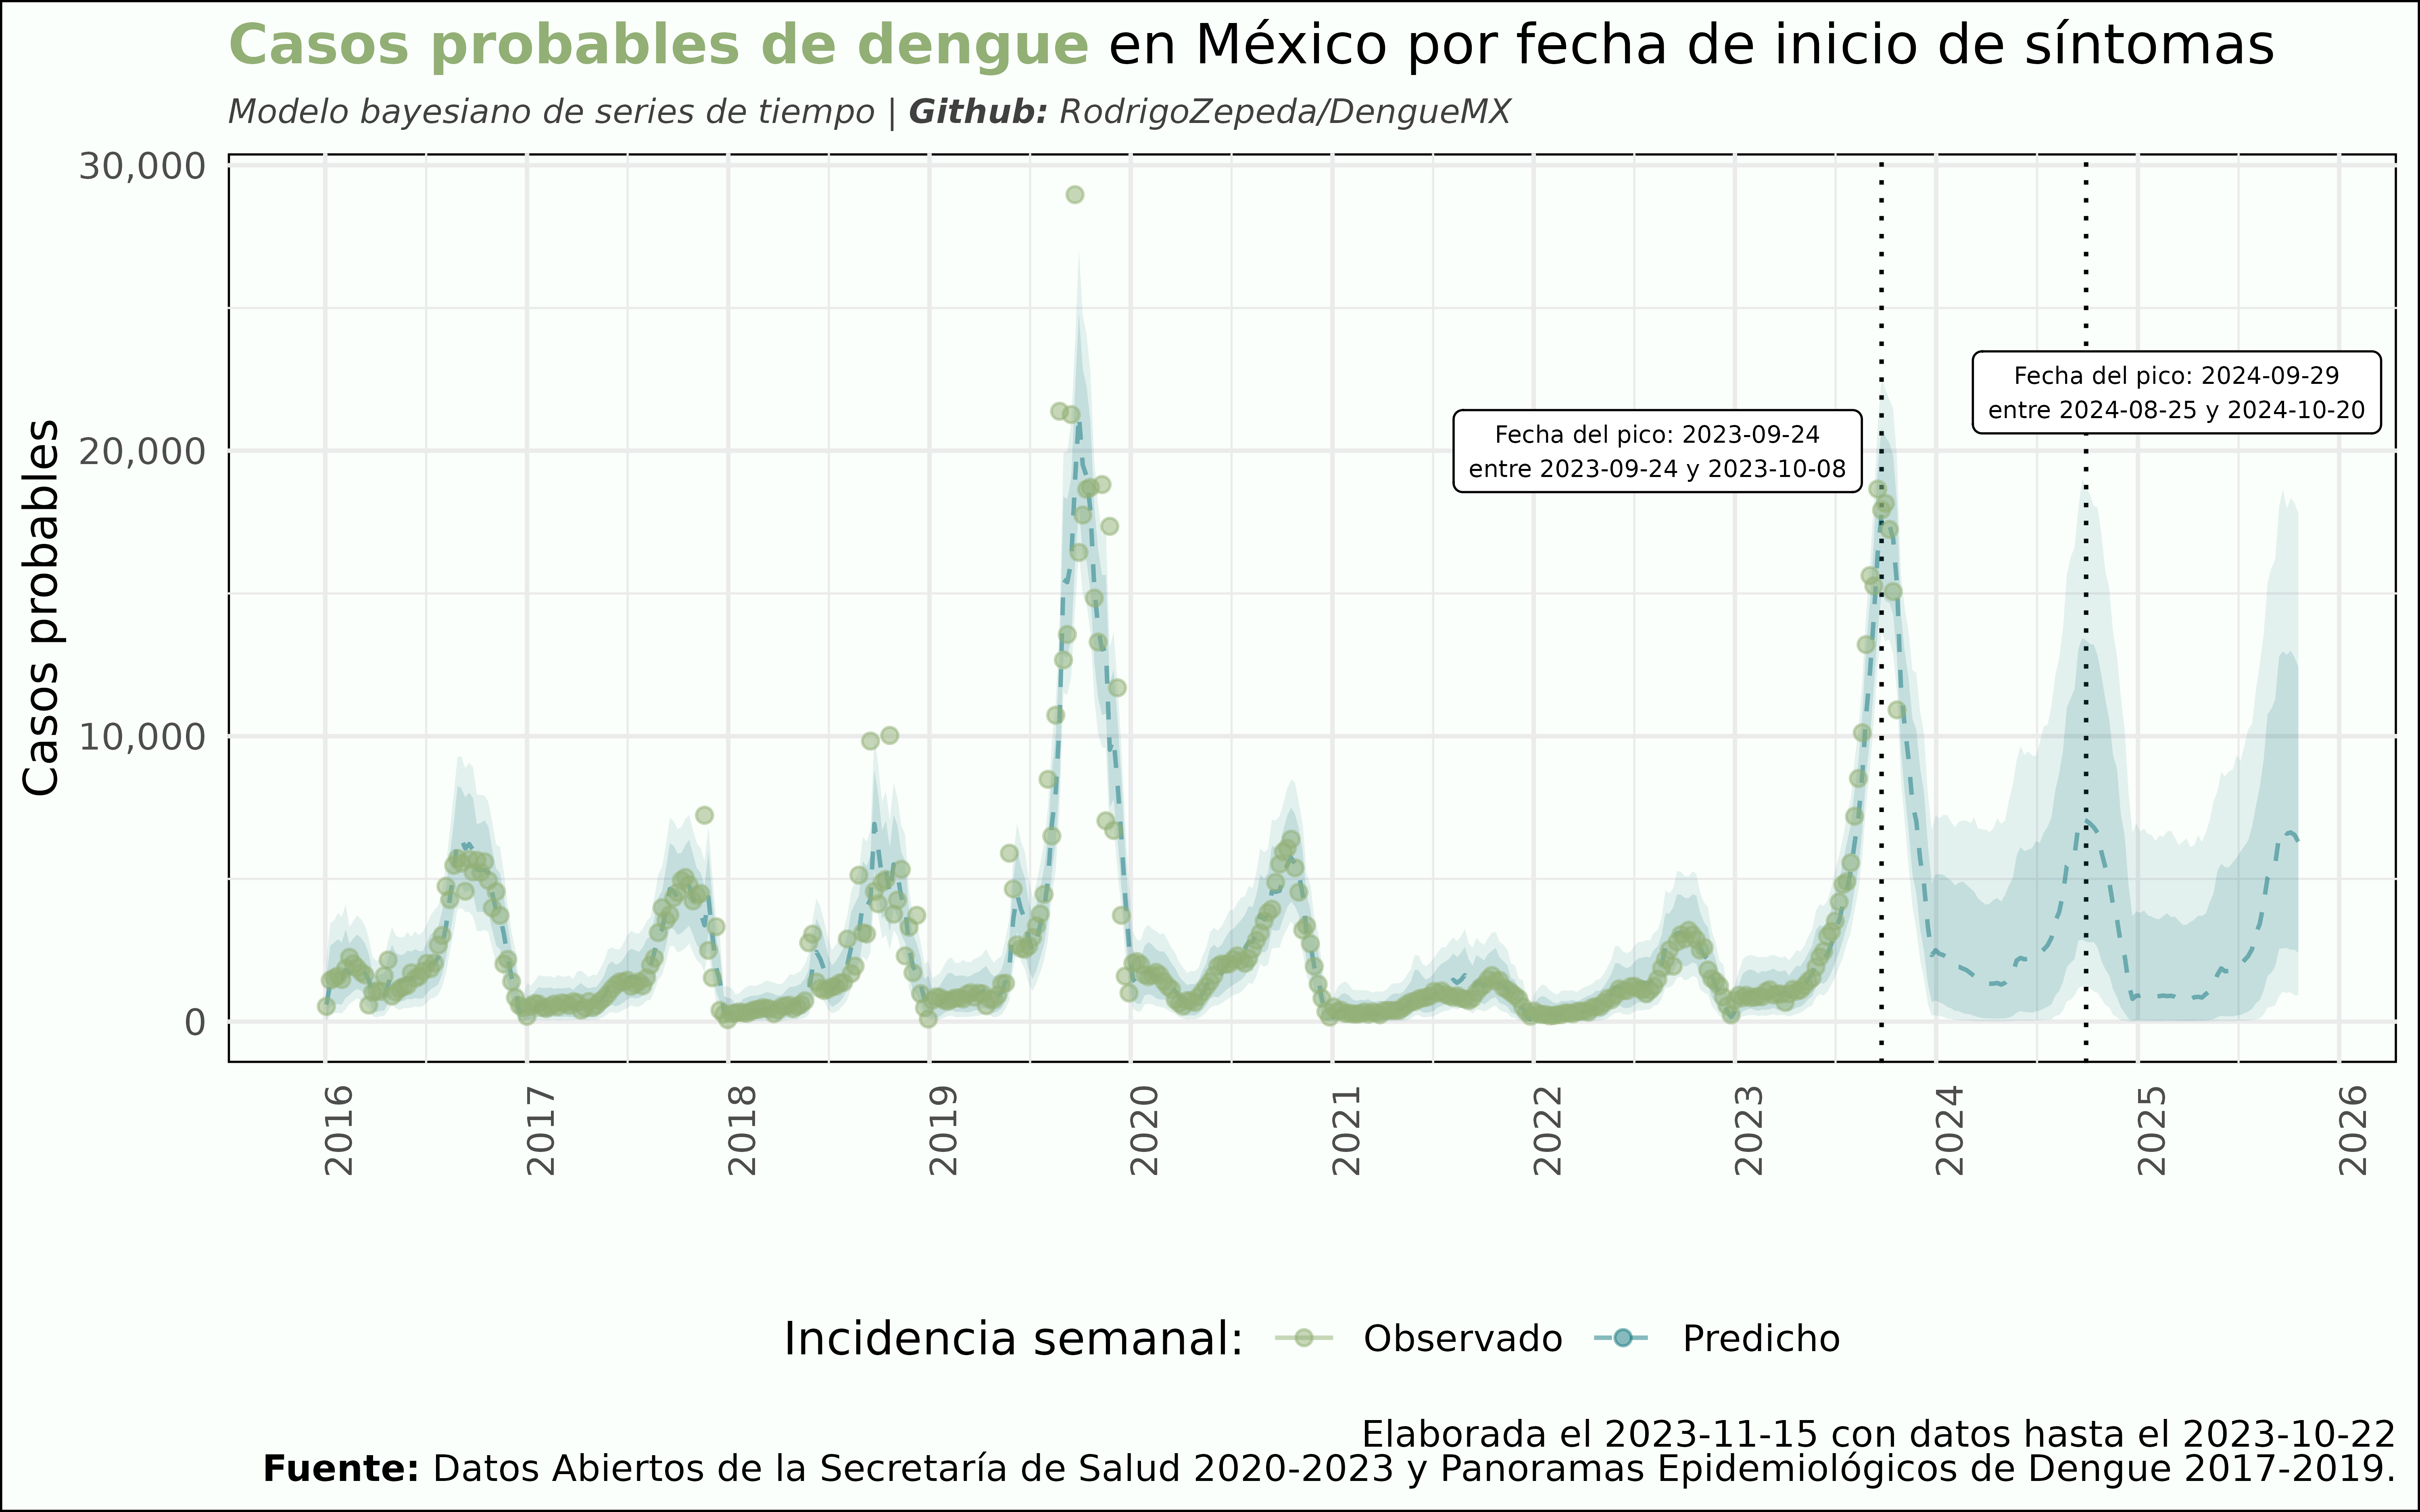 Casos probables de dengue en México por fecha de inicio de síntomas
Modelo bayesiano de series de tiempo | Github: RodrigoZepeda/DengueMX
Casos probables
30,000
20,000
10,000
0
Fecha del pico: 2023-09-24
entre 2023-09-24 y 2023-10-08
Fecha del pico: 2024-09-29
entre 2024-08-25 y 2024-10-20
2016
2017
2018
2019
2020
2021
2022
2023
2024
2025
2026
Incidencia semanal: Observado Predicho
Elaborada el 2023-11-15 con datos hasta el 2023-10-22
Fuente: Datos Abiertos de la Secretaría de Salud 2020-2023 y Panoramas Epidemiológicos de Dengue 2017-2019.